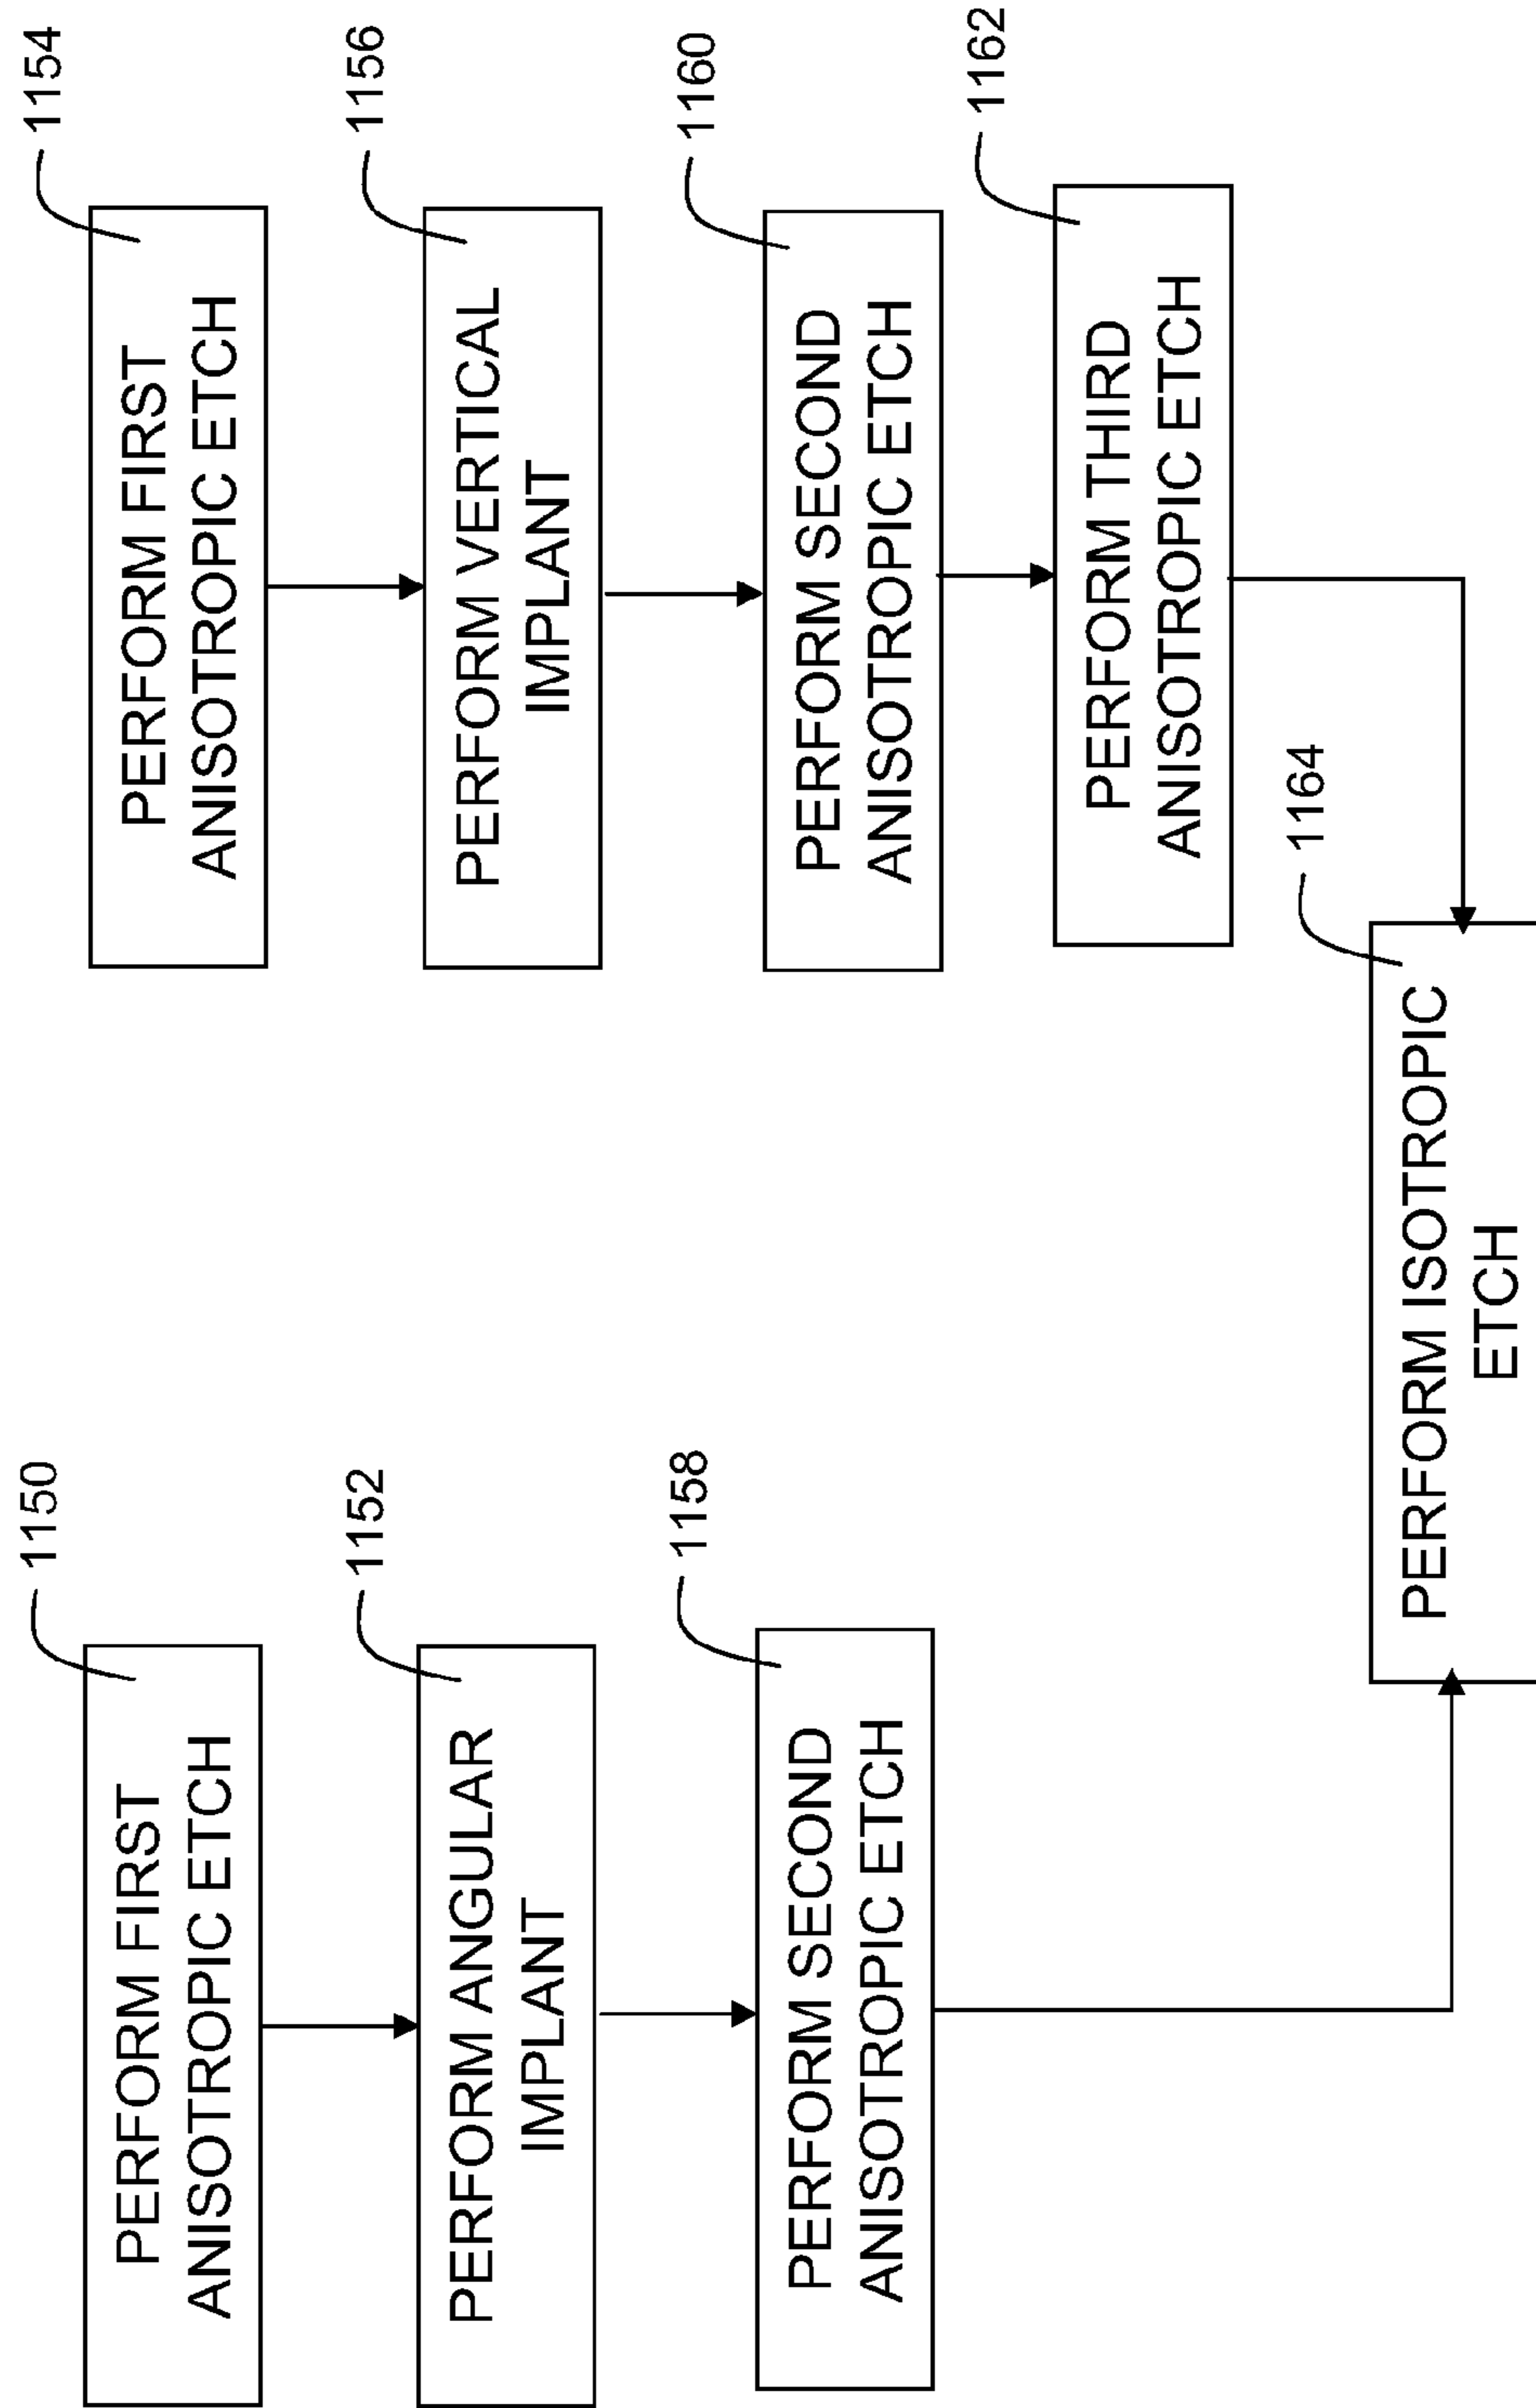 1150
PERFORM FIRST
ANISOTROPIC ETCH
1152
PERFORM ANGULAR
IMPLANT
1158
PERFORM SECOND
ANISOTROPIC ETCH
1154
PERFORM FIRST
ANISOTROPIC ETCH
1156
PERFORM VERTICAL
IMPLANT
1160
PERFORM SECOND
ANISOTROPIC ETCH
1162
PERFORM THIRD
ANISOTROPIC ETCH
1164
PERFORM ISOTROPIC
ETCH